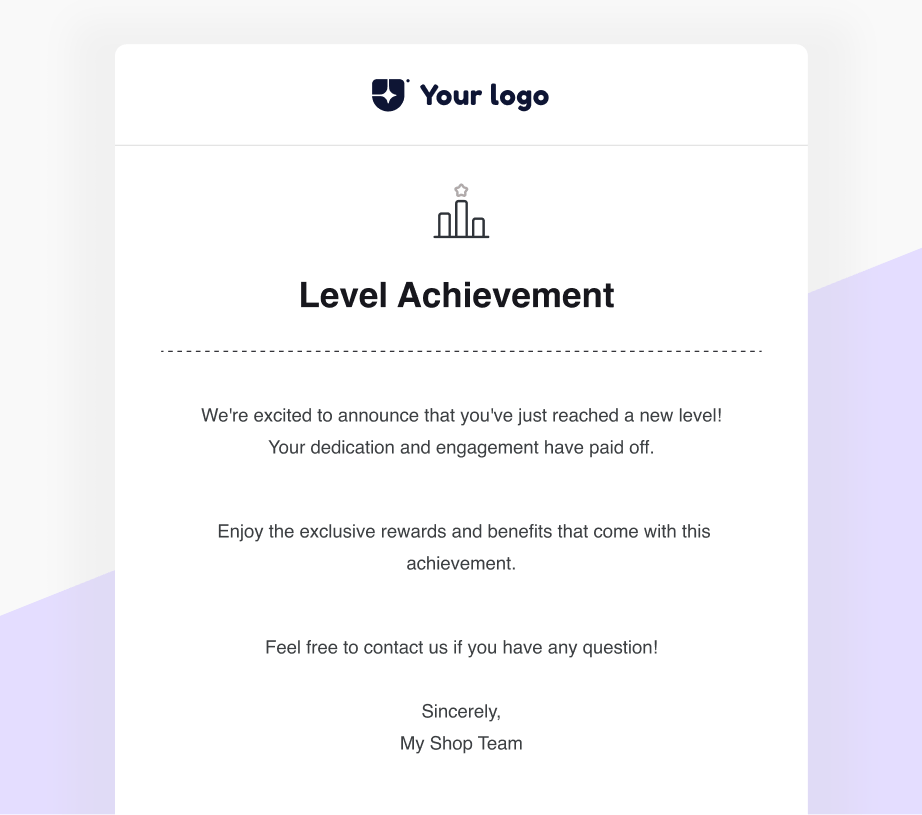 Your logo
Level Achievement
We're excited to announce that you've just reached a new level!
Your dedication and engagement have paid off.
Enjoy the exclusive rewards and benefits that come with this
achievement.
Feel free to contact us if you have any question!
Sincerely,
My Shop Team